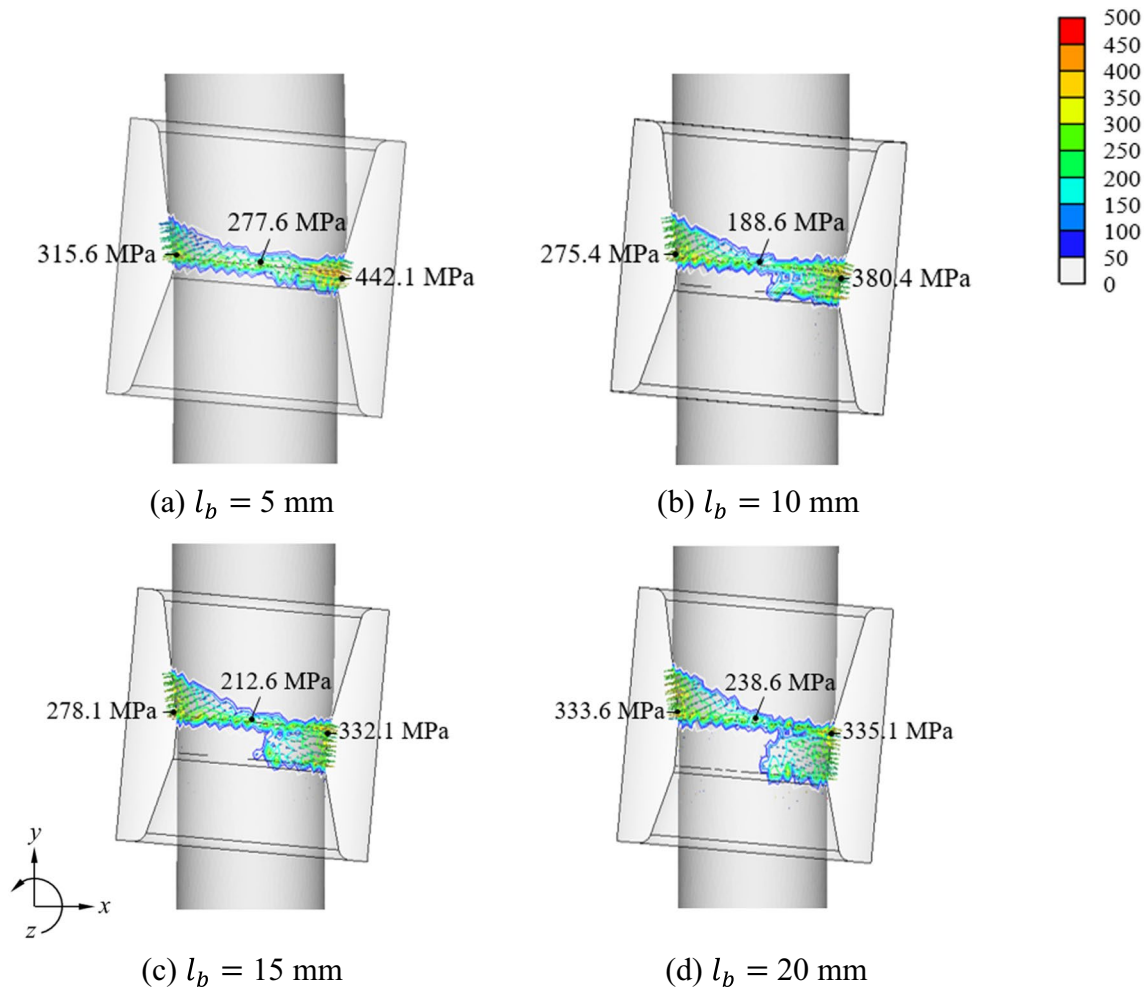 500
450
400
350
300
250
200
150
100
50
0
277.6 MPa
315.6 MPa
442.1 MPa
188.6 MPa
275.4 MPa
380.4 MPa
(a) l_b = 5 mm
(b) l_b = 10 mm
212.6 MPa
278.1 MPa
332.1 MPa
238.6 MPa
333.6 MPa
335.1 MPa
y
x
z
(c) l_b = 15 mm
(d) l_b = 20 mm